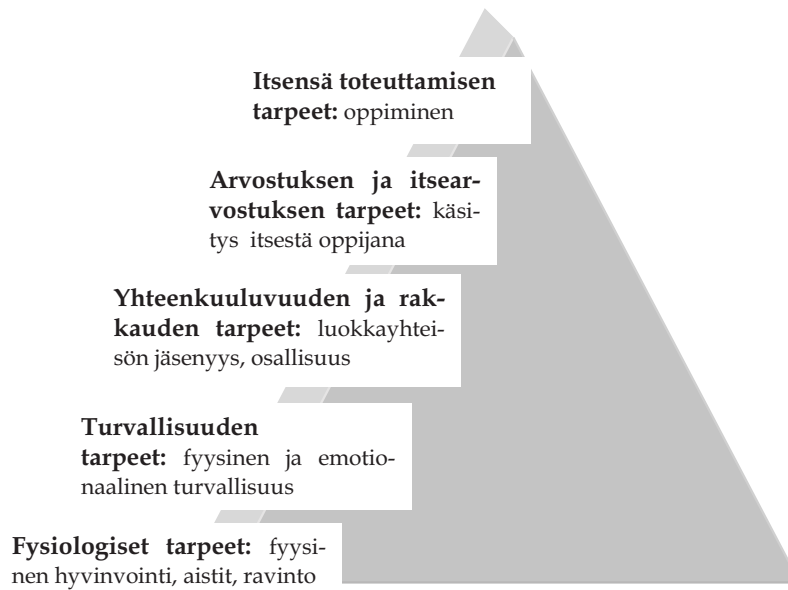 Itsensä toteuttamisen
tarpeet: oppiminen
Arvostuksen ja itsear-
vostuksen tarpeet: käsi-
tys itsestä oppijana
Yhteenkuuluvuuden ja rak-
kauden tarpeet: luokkayhtei-
sön jäsenyys, osallisuus
Turvallisuuden
tarpeet: fyysinen ja emotio-
naalinen turvallisuus
Fysiologiset tarpeet: fyysi-
nen hyvinvointi, aistit, ravinto